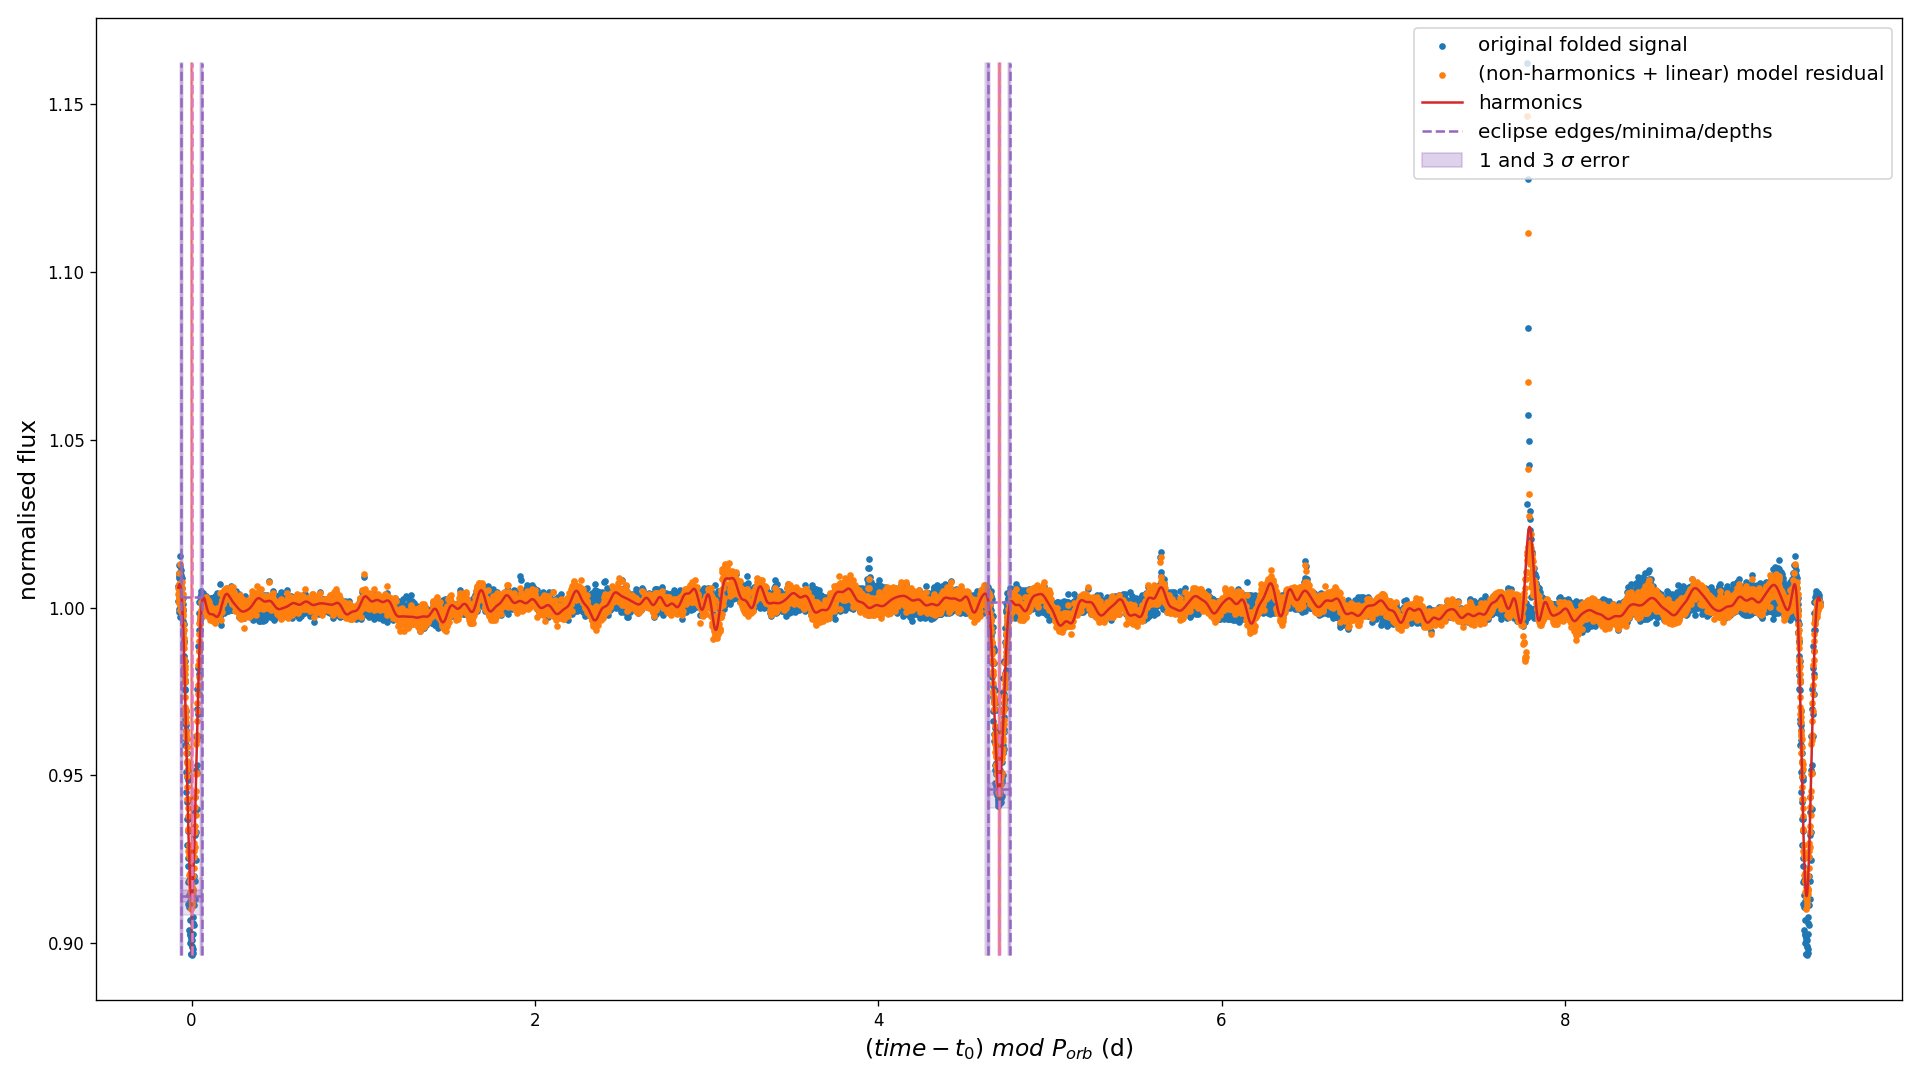 original folded signal
(non-harmonics + linear) model residual
harmonics
eclipse edges/minima/depths
1 and 3 σ error
normalised flux
1.15
1.10
1.05
1.00
0.95
0.90
0
2
4
6
8
(time − t₀) mod Pₒᵣb (d)